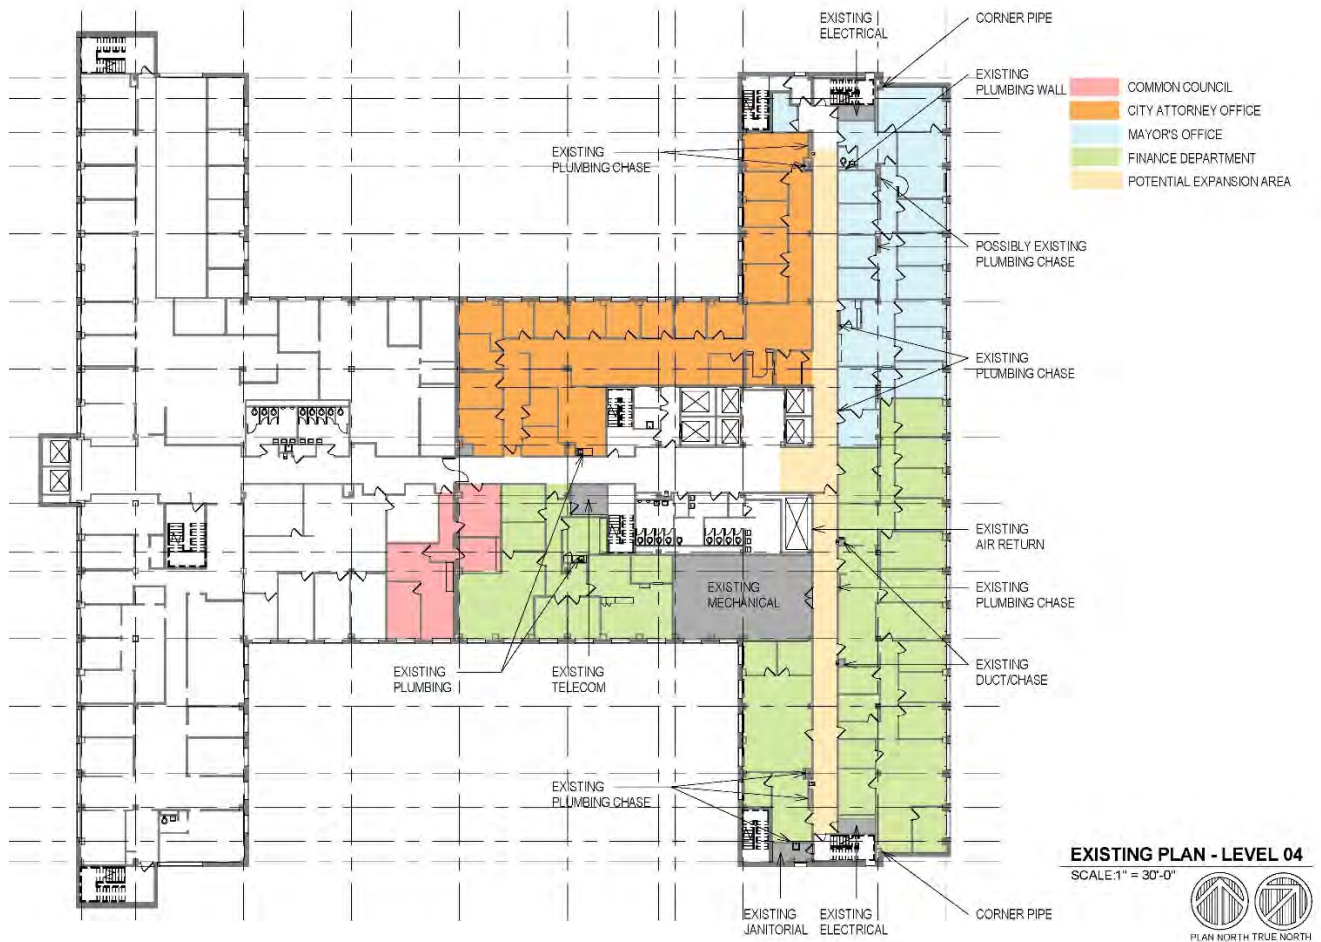 EXISTING
ELECTRICAL
CORNER PIPE
EXISTING
PLUMBING WALL
COMMON COUNCIL
CITY ATTORNEY OFFICE
MAYOR'S OFFICE
FINANCE DEPARTMENT
POTENTIAL EXPANSION AREA
EXISTING
PLUMBING CHASE
POSSIBLY EXISTING
PLUMBING CHASE
EXISTING
PLUMBING CHASE
EXISTING
AIR RETURN
EXISTING
MECHANICAL
EXISTING
PLUMBING CHASE
EXISTING
PLUMBING
EXISTING
TELECOM
EXISTING
DUCT/CHASE
EXISTING
PLUMBING CHASE
EXISTING
JANITORIAL
EXISTING
ELECTRICAL
CORNER PIPE
EXISTING PLAN - LEVEL 04
SCALE:1" = 30'-0"
PLAN NORTH TRUE NORTH